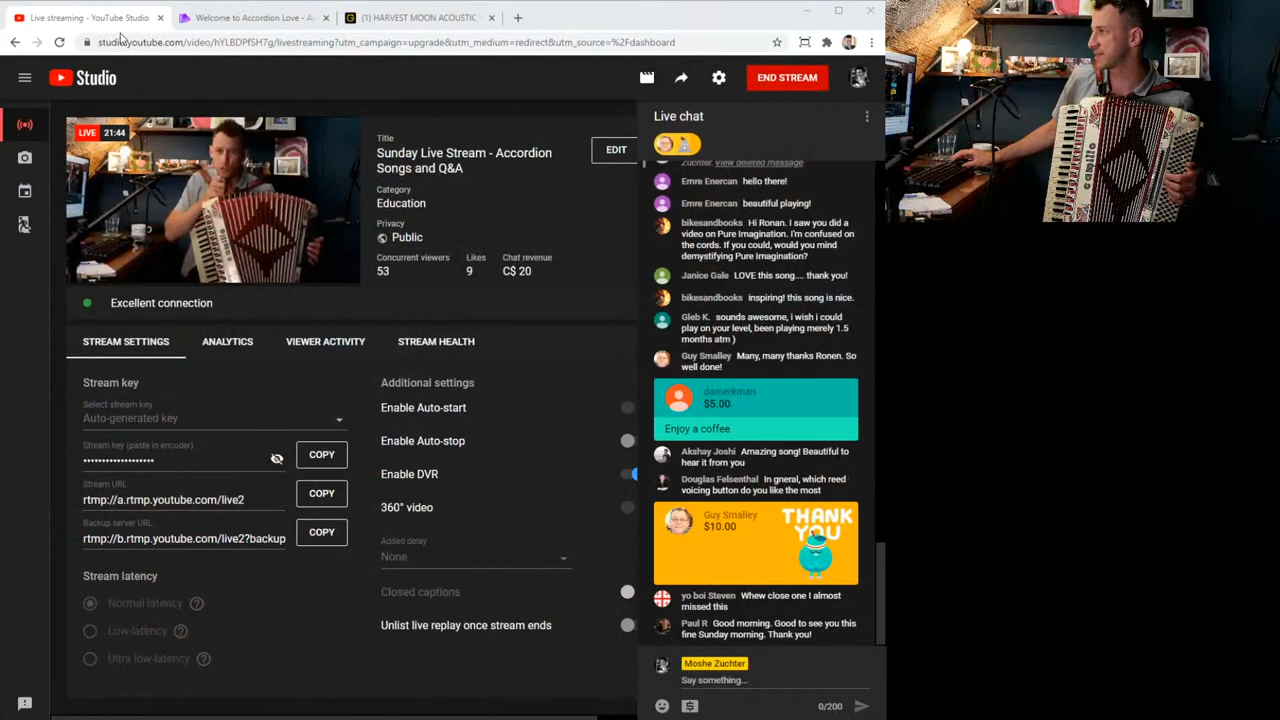 Live streaming - YouTube Studio
Welcome to Accordion Love - A
(1) HARVEST MOON ACOUSTIC
studio.youtube.com/video/hYLBDPfSH7g/livestreaming?utm_campaign=upgrade&utm_medium=redirect&utm_source=%2Fdashboard
Studio
END STREAM
LIVE 21:44
Title
Sunday Live Stream - Accordion
Songs and Q&A
EDIT
Category
Education
Privacy
Public
Concurrent viewers
53
Likes
9
Chat revenue
C$ 20
Excellent connection
STREAM SETTINGS
ANALYTICS
VIEWER ACTIVITY
STREAM HEALTH
Stream key
Select stream key
Auto-generated key
Stream key (paste in encoder)
••••••••••••••••••••
COPY
Stream URL
rtmp://a.rtmp.youtube.com/live2
COPY
Backup server URL
rtmp://b.rtmp.youtube.com/live2?backup
COPY
Stream latency
Normal latency
Low-latency
Ultra low-latency
Additional settings
Enable Auto-start
Enable Auto-stop
Enable DVR
360° video
Added delay
None
Closed captions
Unlist live replay once stream ends
Live chat
Zuchter. View deleted message
Emre Enercan hello there!
Emre Enercan beautiful playing!
bikesandbooks Hi Ronan. I saw you did a
video on Pure Imagination. I'm confused on
the cords. If you could, would you mind
demystifying Pure Imagination?
Janice Gale LOVE this song.... thank you!
bikesandbooks inspiring! this song is nice.
Gleb K. sounds awesome, i wish i could
play on your level, been playing merely 1.5
months atm )
Guy Smalley Many, many thanks Ronen. So
well done!
damerkman
$5.00
Enjoy a coffee
Akshay Joshi Amazing song! Beautiful to
hear it from you
Douglas Felsenthal In gneral, which reed
voicing button do you like the most
Guy Smalley
$10.00
THANK
YOU
yo boi Steven Whew close one I almost
missed this
Paul R Good morning. Good to see you this
fine Sunday morning. Thank you!
Moshe Zuchter
Say something...
0/200